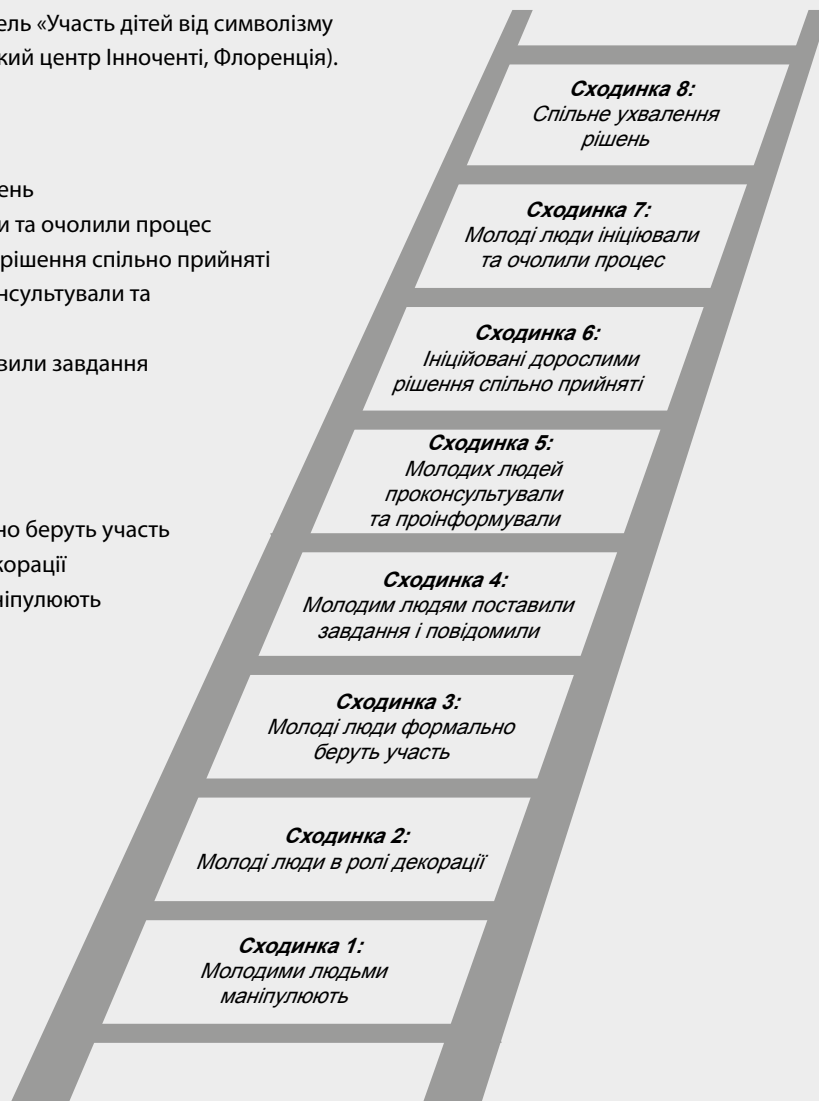 ель «Участь дітей від символізму
кий центр Інноченті, Флоренція).
ень
и та очолили процес
рішення спільно прийняті
нсультували та
вили завдання
но беруть участь
корації
ніпулюють
Сходинка 8:
Спільне ухвалення
рішень
Сходинка 7:
Молоді люди ініціювали
та очолили процес
Сходинка 6:
Ініційовані дорослими
рішення спільно прийняті
Сходинка 5:
Молодих людей
проконсультували
та проінформували
Сходинка 4:
Молодим людям поставили
завдання і повідомили
Сходинка 3:
Молоді люди формально
беруть участь
Сходинка 2:
Молоді люди в ролі декорації
Сходинка 1:
Молодими людьми
маніпулюють